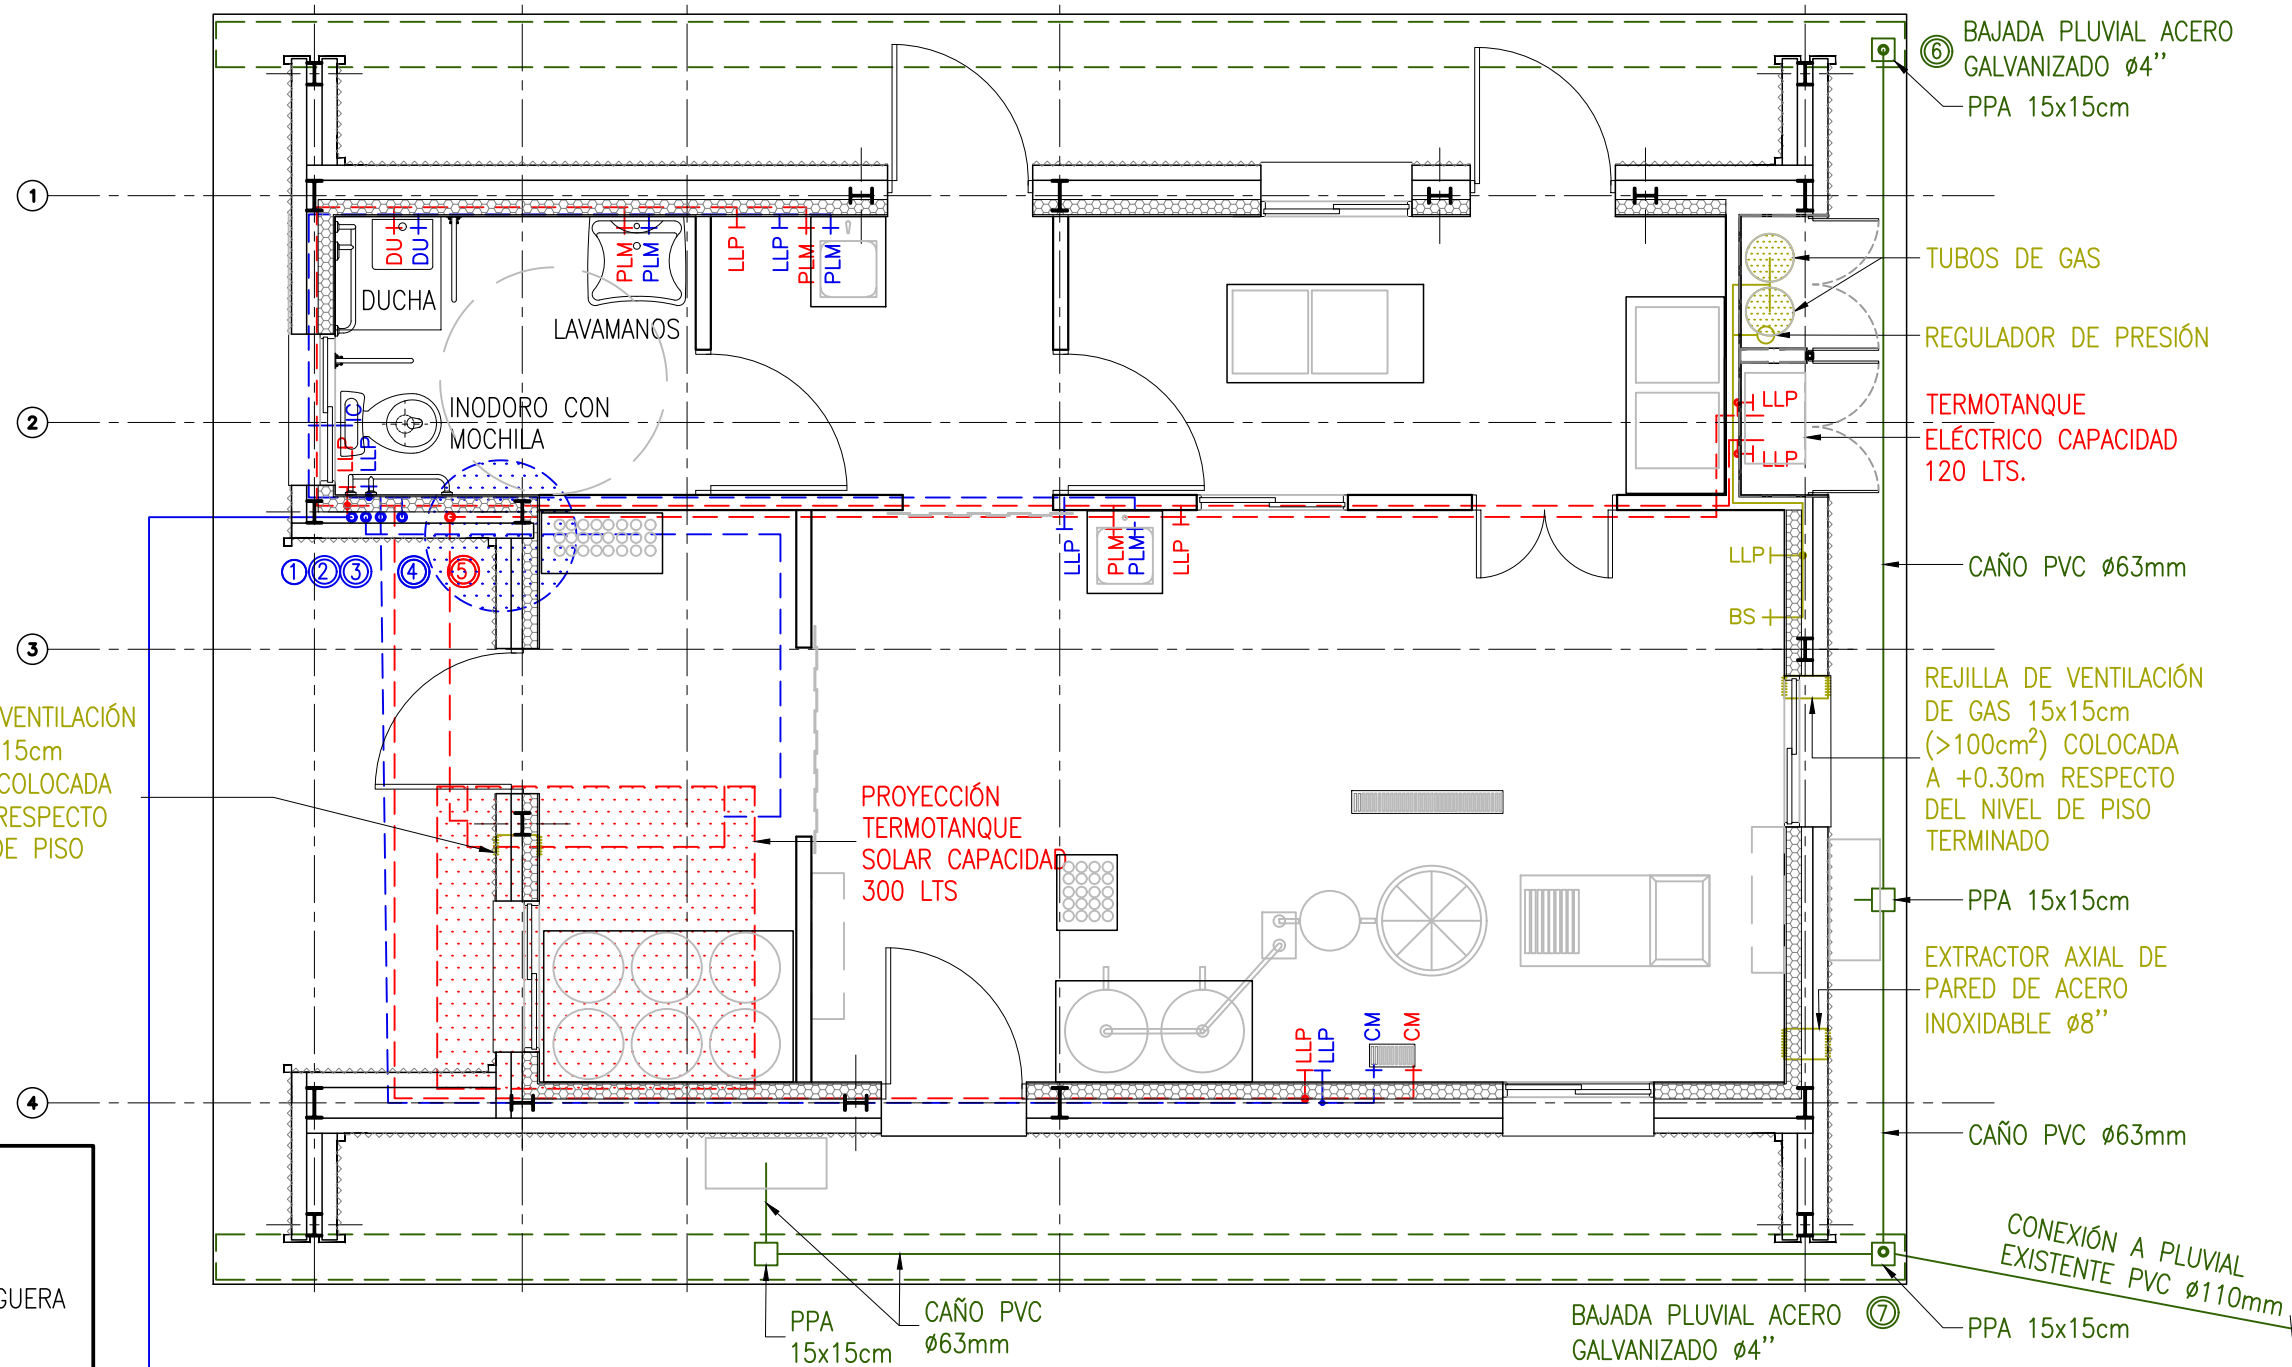 BAJADA PLUVIAL ACERO
GALVANIZADO ø4’’
6
PPA 15x15cm
1
TUBOS DE GAS
REGULADOR DE PRESIÓN
TERMOTANQUE
ELÉCTRICO CAPACIDAD
120 LTS.
DU
DU
DUCHA
PLM
PLM
LAVAMANOS
LLP
LLP
PLM
PLM
2
INODORO CON
MOCHILA
IC
LLP
LLP
LLP
LLP
1
2
3
4
5
LLP
PLM
PLM
LLP
LLP
BS
CAÑO PVC ø63mm
3
VENTILACIÓN
15cm
COLOCADA
RESPECTO
DE PISO
REJILLA DE VENTILACIÓN
DE GAS 15x15cm
(>100cm²) COLOCADA
A +0.30m RESPECTO
DEL NIVEL DE PISO
TERMINADO
PROYECCIÓN
TERMOTANQUE
SOLAR CAPACIDAD
300 LTS
PPA 15x15cm
EXTRACTOR AXIAL DE
PARED DE ACERO
INOXIDABLE ø8’’
LLP
LLP
CM
CM
4
CAÑO PVC ø63mm
CONEXIÓN A PLUVIAL
EXISTENTE PVC ø110mm
GUERA
PPA
15x15cm
CAÑO PVC
ø63mm
BAJADA PLUVIAL ACERO
GALVANIZADO ø4’’
7
PPA 15x15cm